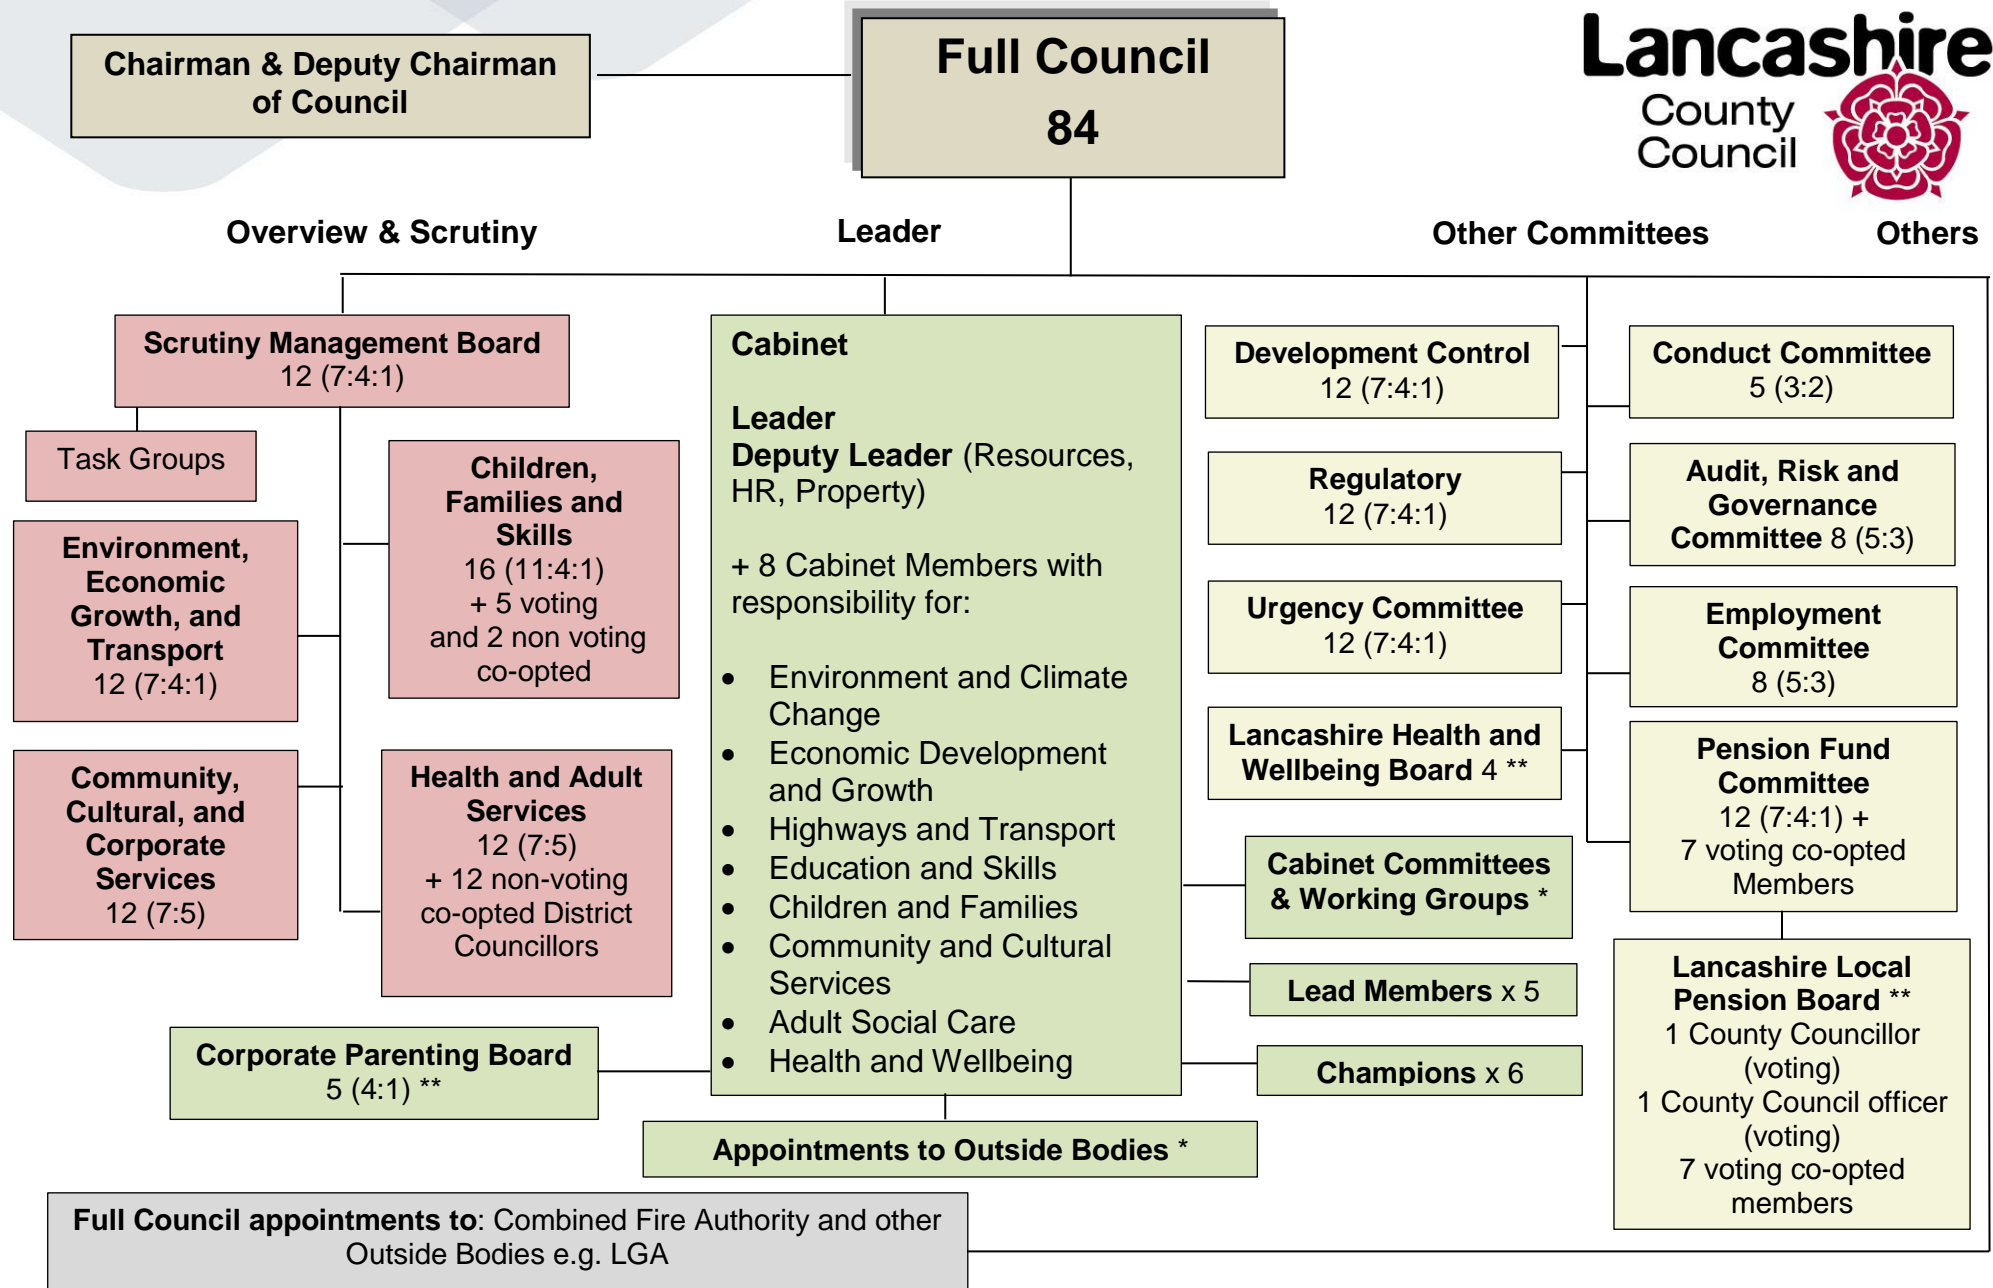 Chairman & Deputy Chairman
of Council
Full Council
84
Lancashire
County
Council
Overview & Scrutiny
Leader
Other Committees
Others
Scrutiny Management Board
12 (7:4:1)
Task Groups
Children,
Families and
Skills
16 (11:4:1)
+ 5 voting
and 2 non voting
co-opted
Environment,
Economic
Growth, and
Transport
12 (7:4:1)
Community,
Cultural, and
Corporate
Services
12 (7:5)
Health and Adult
Services
12 (7:5)
+ 12 non-voting
co-opted District
Councillors
Corporate Parenting Board
5 (4:1) **
Cabinet
Leader
Deputy Leader (Resources,
HR, Property)
+ 8 Cabinet Members with
responsibility for:
• Environment and Climate
Change
• Economic Development
and Growth
• Highways and Transport
• Education and Skills
• Children and Families
• Community and Cultural
Services
• Adult Social Care
• Health and Wellbeing
Appointments to Outside Bodies *
Development Control
12 (7:4:1)
Regulatory
12 (7:4:1)
Urgency Committee
12 (7:4:1)
Lancashire Health and
Wellbeing Board 4 **
Cabinet Committees
& Working Groups *
Lead Members x 5
Champions x 6
Conduct Committee
5 (3:2)
Audit, Risk and
Governance
Committee 8 (5:3)
Employment
Committee
8 (5:3)
Pension Fund
Committee
12 (7:4:1) +
7 voting co-opted
Members
Lancashire Local
Pension Board **
1 County Councillor
(voting)
1 County Council officer
(voting)
7 voting co-opted
members
Full Council appointments to: Combined Fire Authority and other
Outside Bodies e.g. LGA